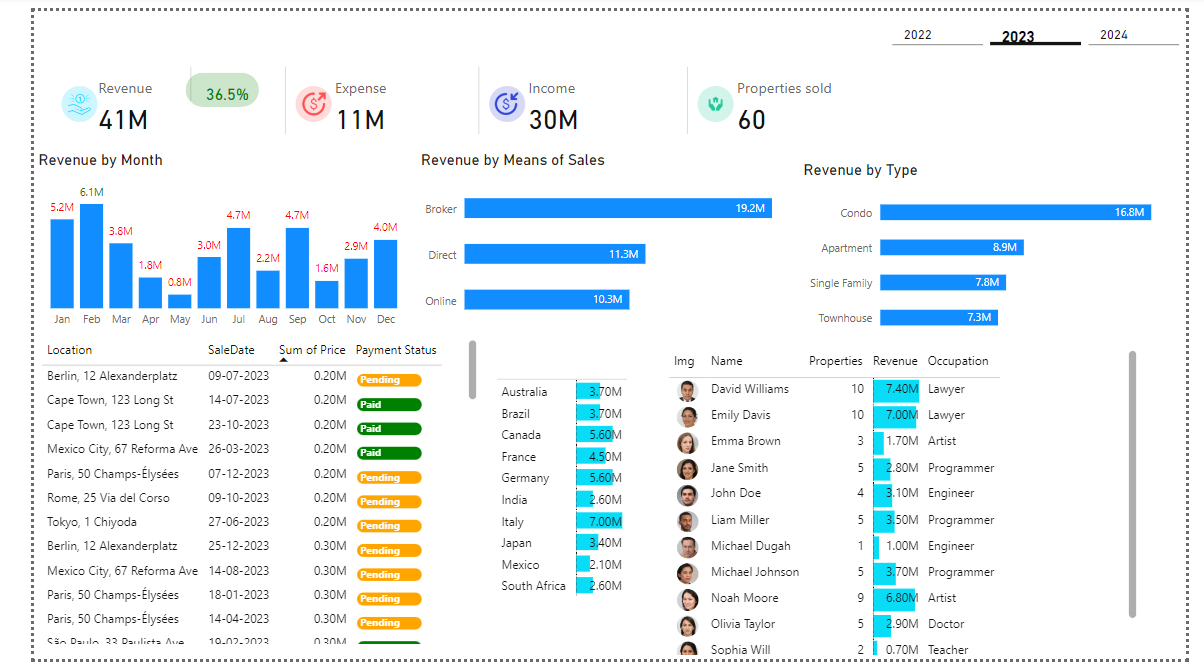 2022 2023 2024
Revenue 36.5% Expense Income Properties sold
41M 11M 30M 60
Revenue by Month
6.1M
5.2M
4.7M 4.7M
3.8M 4.0M
3.0M 2.9M
2.2M
1.8M 1.6M
0.8M
Jan Feb Mar Apr May Jun Jul Aug Sep Oct Nov Dec
Revenue by Means of Sales
Broker 19.2M
Direct 11.3M
Online 10.3M
Revenue by Type
Condo 16.8M
Apartment 8.9M
Single Family 7.8M
Townhouse 7.3M
Location SaleDate Sum of Price Payment Status
Berlin, 12 Alexanderplatz 09-07-2023 0.20M Pending
Cape Town, 123 Long St 14-07-2023 0.20M Paid
Cape Town, 123 Long St 23-10-2023 0.20M Paid
Mexico City, 67 Reforma Ave 26-03-2023 0.20M Paid
Paris, 50 Champs-Élysées 07-12-2023 0.20M Pending
Rome, 25 Via del Corso 09-10-2023 0.20M Pending
Tokyo, 1 Chiyoda 27-06-2023 0.20M Pending
Berlin, 12 Alexanderplatz 25-12-2023 0.30M Pending
Mexico City, 67 Reforma Ave 14-08-2023 0.30M Pending
Paris, 50 Champs-Élysées 18-01-2023 0.30M Pending
Paris, 50 Champs-Élysées 14-04-2023 0.30M Pending
São Paulo, 33 Paulista Ave 19-02-2023 0.30M
Australia 3.70M
Brazil 3.70M
Canada 5.60M
France 4.50M
Germany 5.60M
India 2.60M
Italy 7.00M
Japan 3.40M
Mexico 2.10M
South Africa 2.60M
Img Name Properties Revenue Occupation
David Williams 10 7.40M Lawyer
Emily Davis 10 7.00M Lawyer
Emma Brown 3 1.70M Artist
Jane Smith 5 2.80M Programmer
John Doe 4 3.10M Engineer
Liam Miller 5 3.50M Programmer
Michael Dugah 1 1.00M Engineer
Michael Johnson 5 3.70M Programmer
Noah Moore 9 6.80M Artist
Olivia Taylor 5 2.90M Doctor
Sophia Will 2 0.70M Teacher